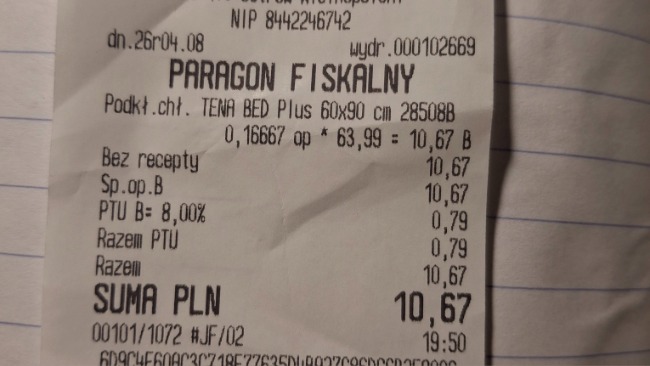 NIP 8442246742
dn.26r04.08 wydr.000102669
PARAGON FISKALNY
Podkł.chł. TENA BED Plus 60x90 cm 28508B
0,16667 op * 63,99 = 10,67 B
Bez recepty 10,67
Sp.op.B 10,67
PTU B= 8,00% 0,79
Razem PTU 0,79
Razem 10,67
SUMA PLN 10,67
00101/1072 #JF/02 19:50